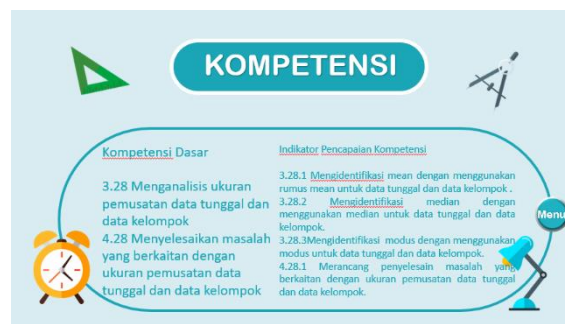 KOMPETENSI
Kompetensi Dasar
3.28 Menganalisis ukuran
pemusatan data tunggal dan
data kelompok
4.28 Menyelesaikan masalah
yang berkaitan dengan
ukuran pemusatan data
tunggal dan data kelompok
Indikator Pencapaian Kompetensi
3.28.1 Mengidentifikasi mean dengan menggunakan
rumus mean untuk data tunggal dan data kelompok .
3.28.2 Mengidentifikasi median dengan
menggunakan median untuk data tunggal dan data
kelompok.
3.28.3Mengidentifikasi modus dengan menggunakan
modus untuk data tunggal dan data kelompok.
4.28.1 Merancang penyelesain masalah yang
berkaitan dengan ukuran pemusatan data tunggal
dan data kelompok.
Menu